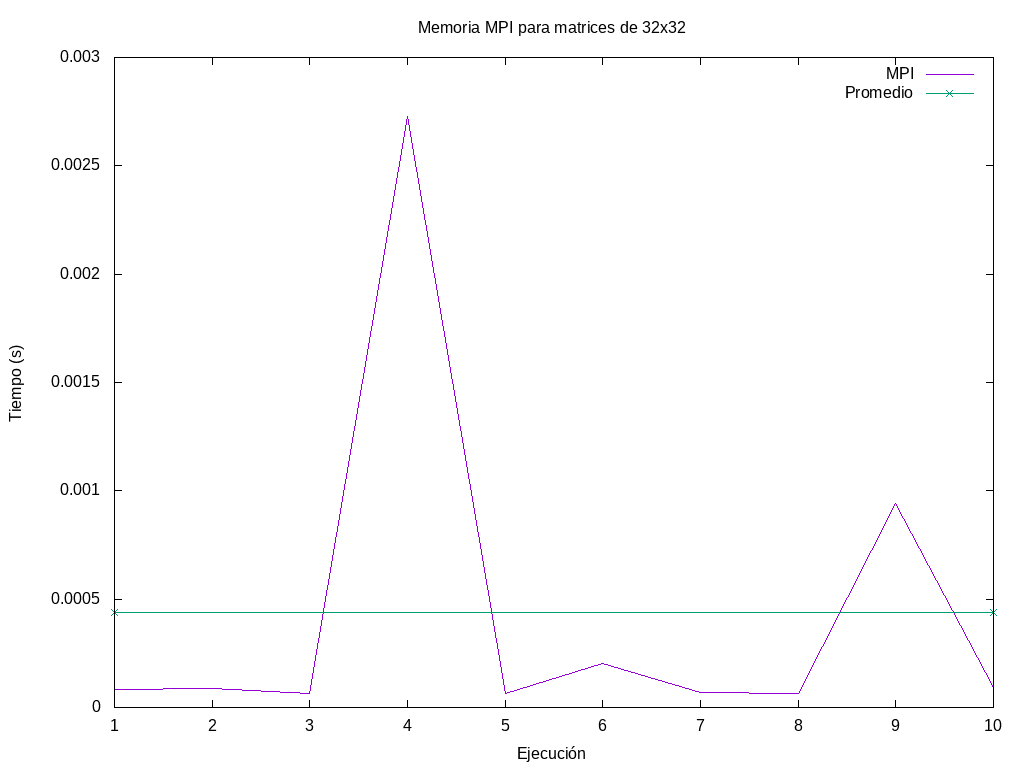 Memoria MPI para matrices de 32x32
0.003
0.0025
0.002
0.0015
0.001
0.0005
0
Tiempo (s)
MPI
Promedio
1 2 3 4 5 6 7 8 9 10
Ejecución